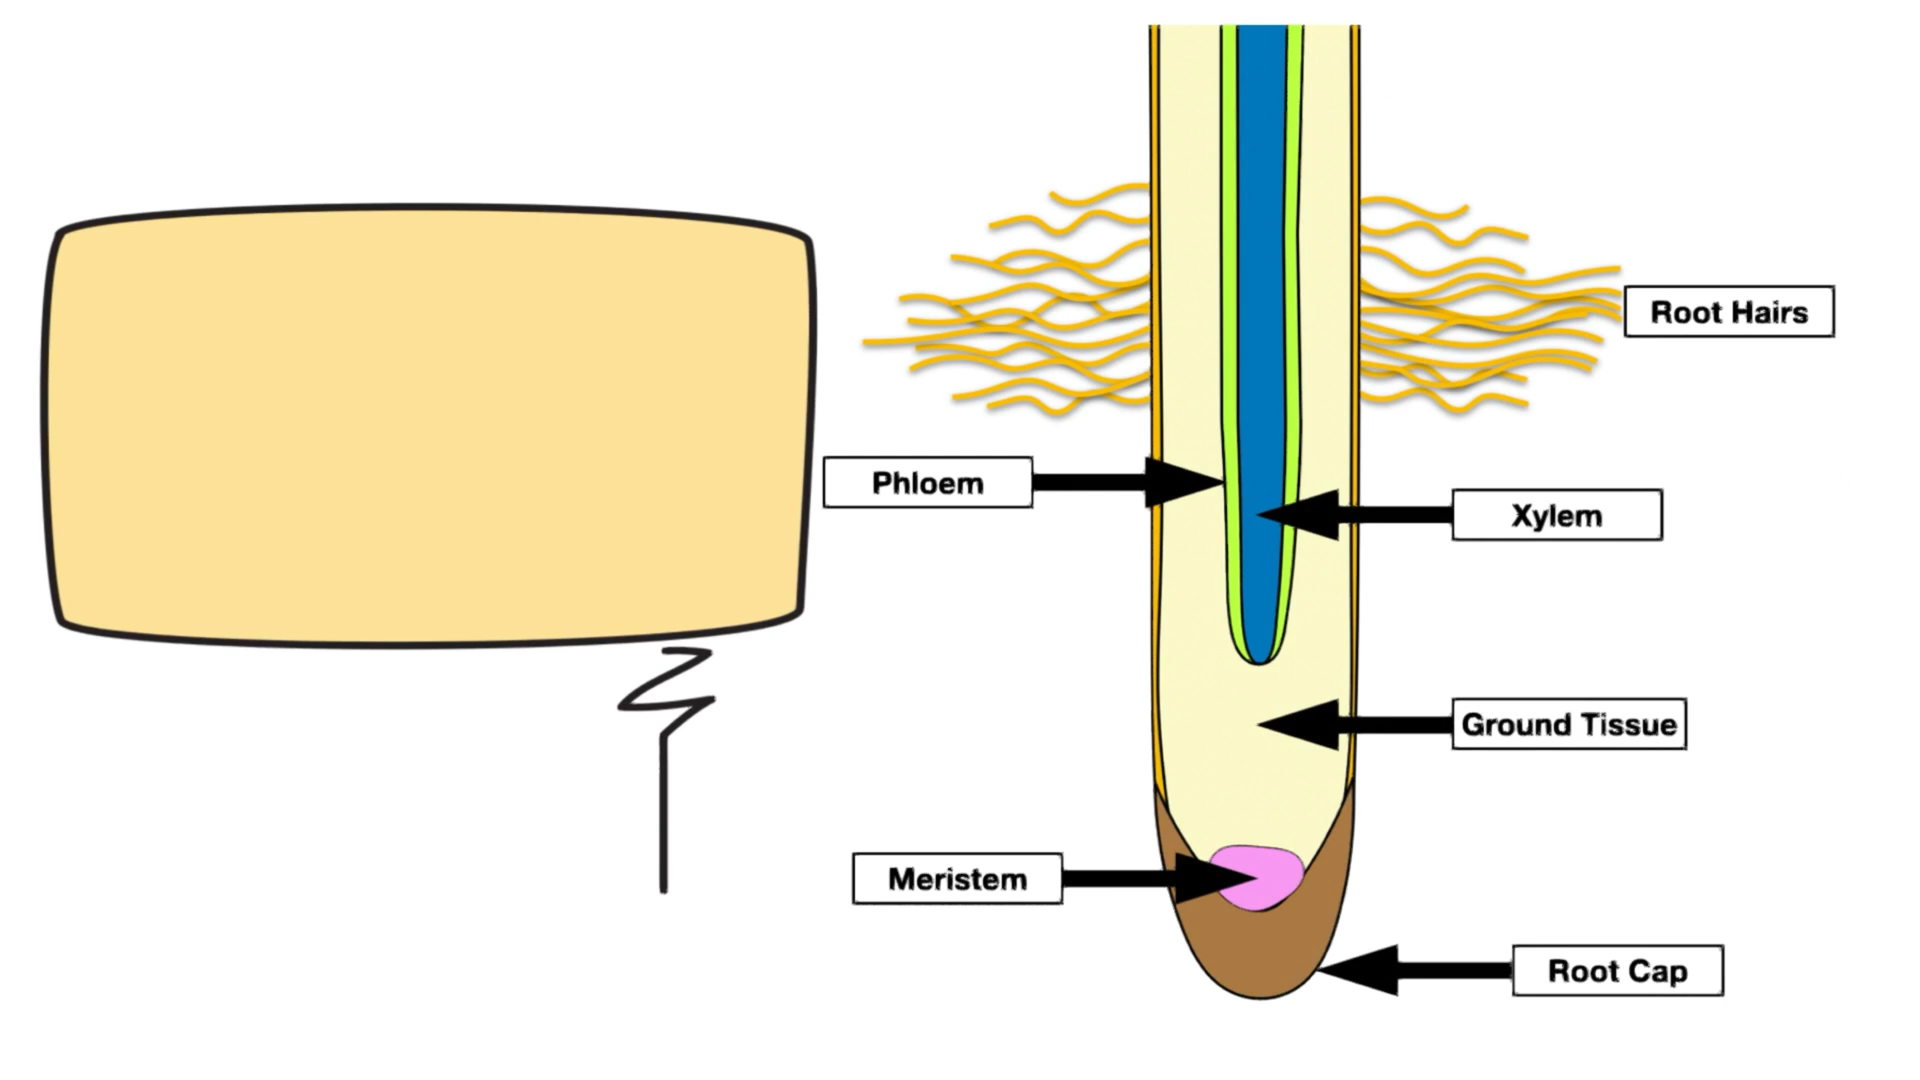 Root Hairs
Phloem
Xylem
Ground Tissue
Meristem
Root Cap